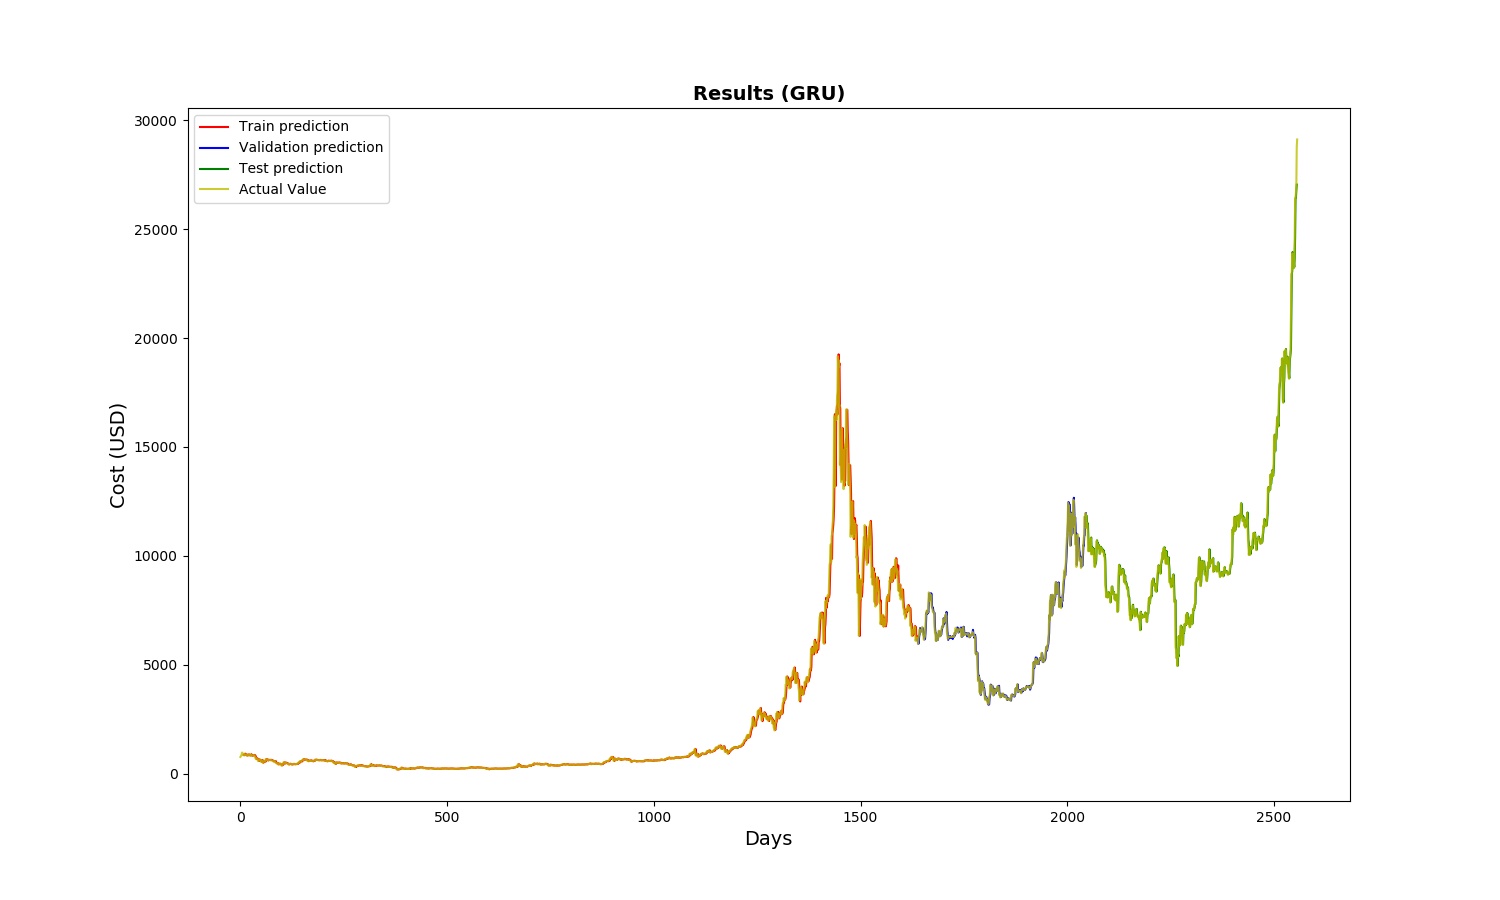 Results (GRU)
Train prediction
Validation prediction
Test prediction
Actual Value
30000
25000
20000
15000
10000
5000
0
Cost (USD)
0 500 1000 1500 2000 2500
Days